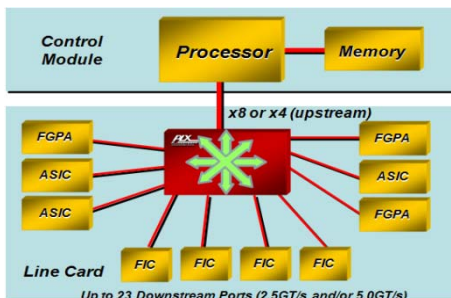 Control
Module
Processor
Memory
x8 or x4 (upstream)
PLX
FGPA
ASIC
ASIC
FGPA
ASIC
FGPA
FIC
FIC
FIC
FIC
Line Card
Up to 23 Downstream Ports (2.5GT/s and/or 5.0GT/s)